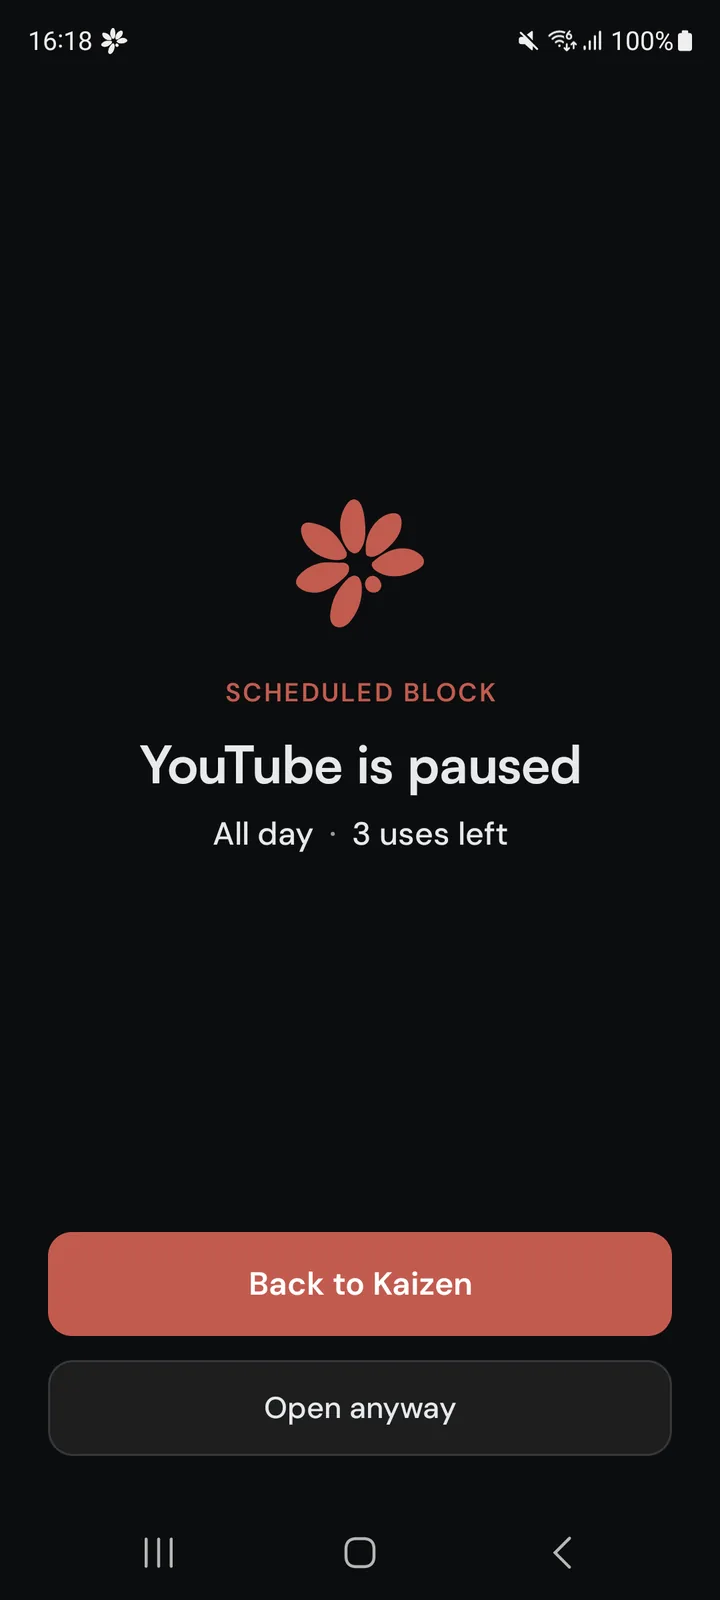 16:18 100%
SCHEDULED BLOCK
YouTube is paused
All day · 3 uses left
Back to Kaizen
Open anyway